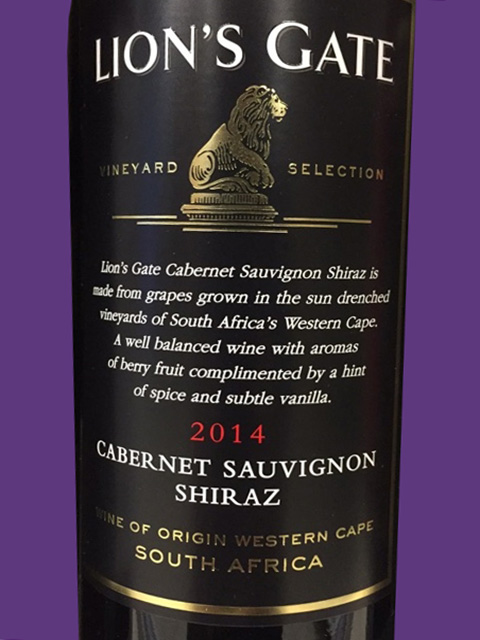 LION'S GATE
VINEYARD SELECTION
Lion's Gate Cabernet Sauvignon Shiraz is
made from grapes grown in the sun drenched
vineyards of South Africa's Western Cape.
A well balanced wine with aromas
of berry fruit complimented by a hint
of spice and subtle vanilla.
2014
CABERNET SAUVIGNON
SHIRAZ
WINE OF ORIGIN WESTERN CAPE
SOUTH AFRICA